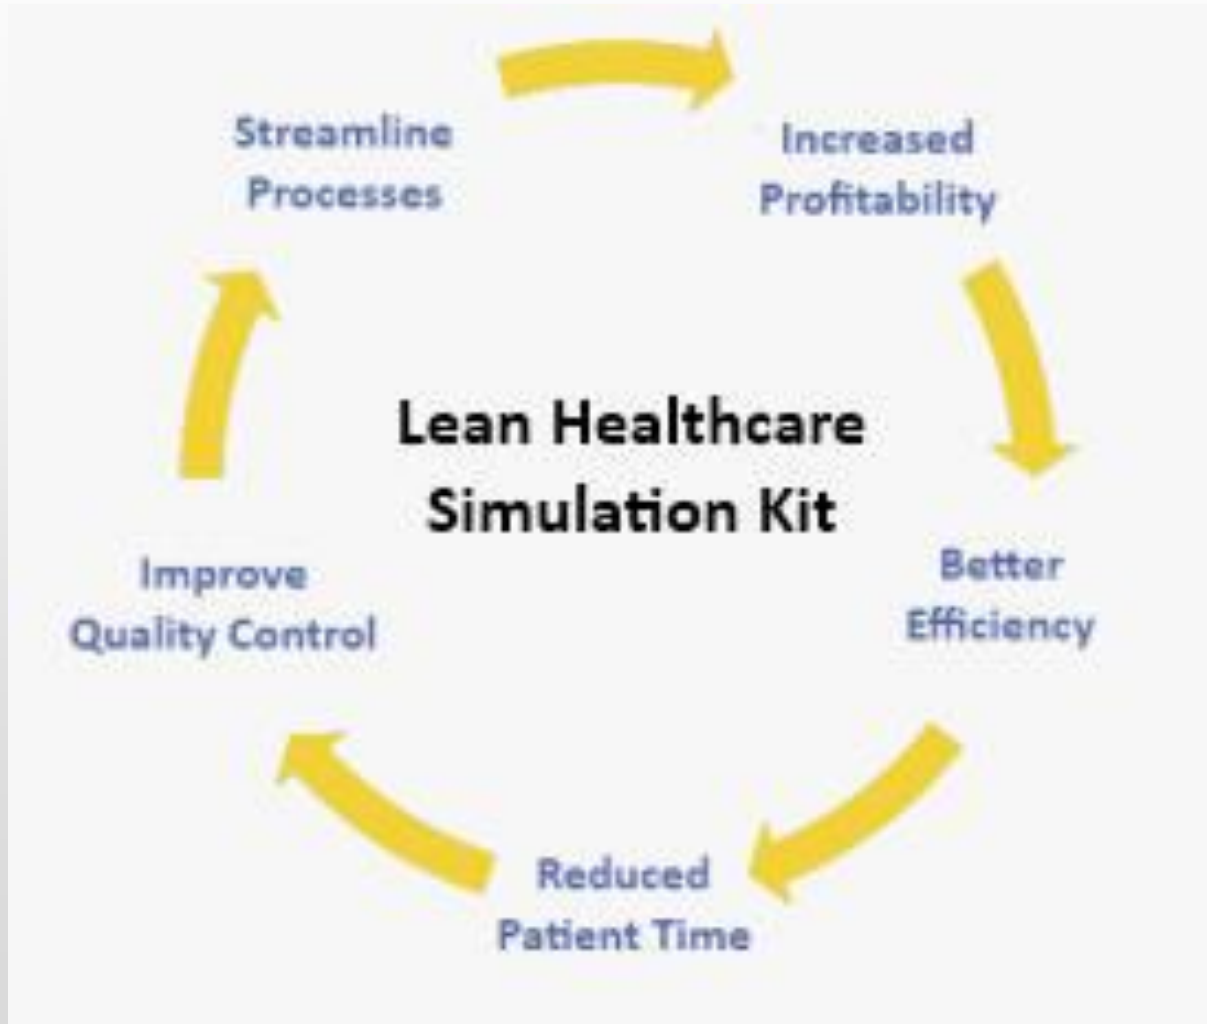 Streamline
Processes
Increased
Profitability
Lean Healthcare
Simulation Kit
Better
Efficiency
Reduced
Patient Time
Improve
Quality Control